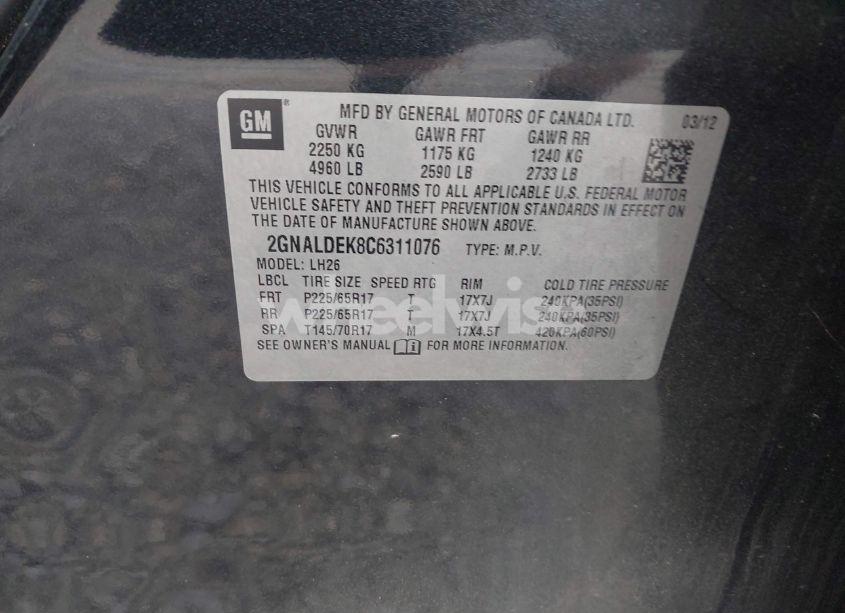 GM ®
MFD BY GENERAL MOTORS OF CANADA LTD. 03/12
GVWR GAWR FRT GAWR RR
2250 KG 1175 KG 1240 KG
4960 LB 2590 LB 2733 LB
THIS VEHICLE CONFORMS TO ALL APPLICABLE U.S. FEDERAL MOTOR
VEHICLE SAFETY AND THEFT PREVENTION STANDARDS IN EFFECT ON
THE DATE OF MANUFACTURE SHOWN ABOVE.
2GNALDEK8C6311076 TYPE: M.P.V.
MODEL: LH26
LBCL TIRE SIZE SPEED RTG RIM COLD TIRE PRESSURE
FRT P225/65R17 T 17X7J 240KPA(35PSI)
RR P225/65R17 T 17X7J 240KPA(35PSI)
SPA T145/70R17 M 17X4.5T 420KPA(60PSI)
SEE OWNER'S MANUAL FOR MORE INFORMATION.